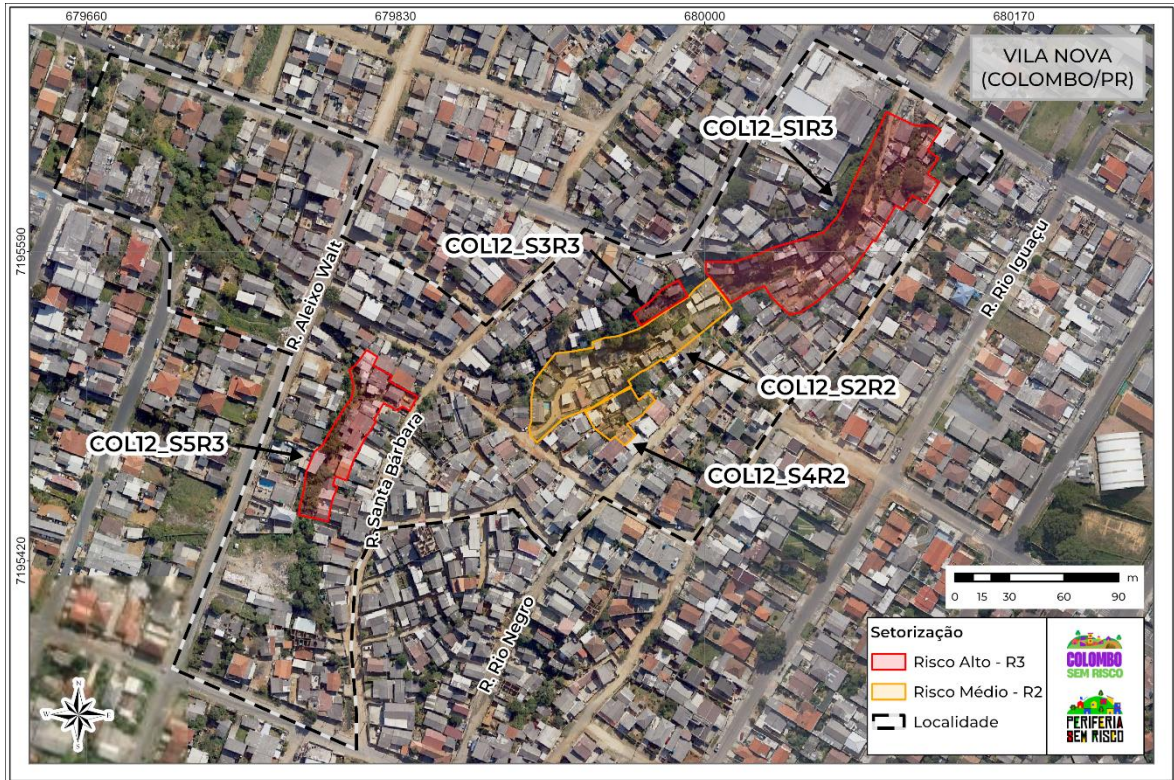 679660
679830
680000
680170
VILA NOVA
(COLOMBO/PR)
COL12_S1R3
COL12_S3R3
7195590
R. Aleixo Walt
R. Rio Iguaçu
COL12_S2R2
COL12_S5R3
R. Santa Bárbara
COL12_S4R2
7195420
R. Rio Negro
0 15 30 60 90 m
Setorização
Risco Alto - R3
Risco Médio - R2
Localidade
COLOMBO
SEM RISCO
PERIFERIA
SEM RISCO
N
W E
S